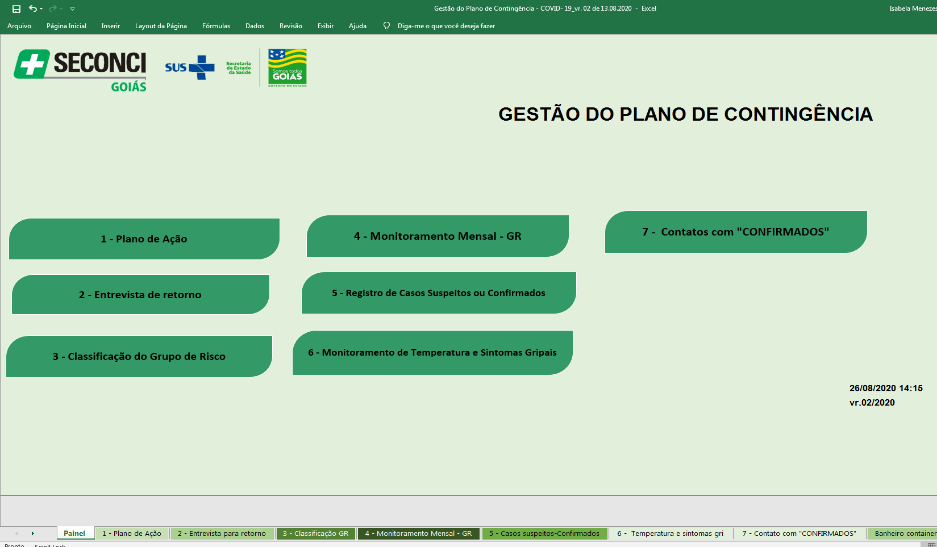 Gestão do Plano de Contingência - COVID- 19_vr. 02 de 13.08.2020 - Excel
Isabela Menezes
Arquivo Página Inicial Inserir Layout da Página Fórmulas Dados Revisão Exibir Ajuda Diga-me o que você deseja fazer
SECONCI
GOIÁS
SUS
Secretaria
de Estado
da Saúde
GOIÁS
GESTÃO DO PLANO DE CONTINGÊNCIA
1 - Plano de Ação
2 - Entrevista de retorno
3 - Classificação do Grupo de Risco
4 - Monitoramento Mensal - GR
5 - Registro de Casos Suspeitos ou Confirmados
6 - Monitoramento de Temperatura e Sintomas Gripais
7 - Contatos com "CONFIRMADOS"
26/08/2020 14:15
vr.02/2020
Painel 1 - Plano de Ação 2 - Entrevista para retorno 3 - Classificação GR 4 - Monitoramento Mensal - GR 5 - Casos suspeitos-Confirmados 6 - Temperatura e sintomas gri 7 - Contato com "CONFIRMADOS" Banheiro container